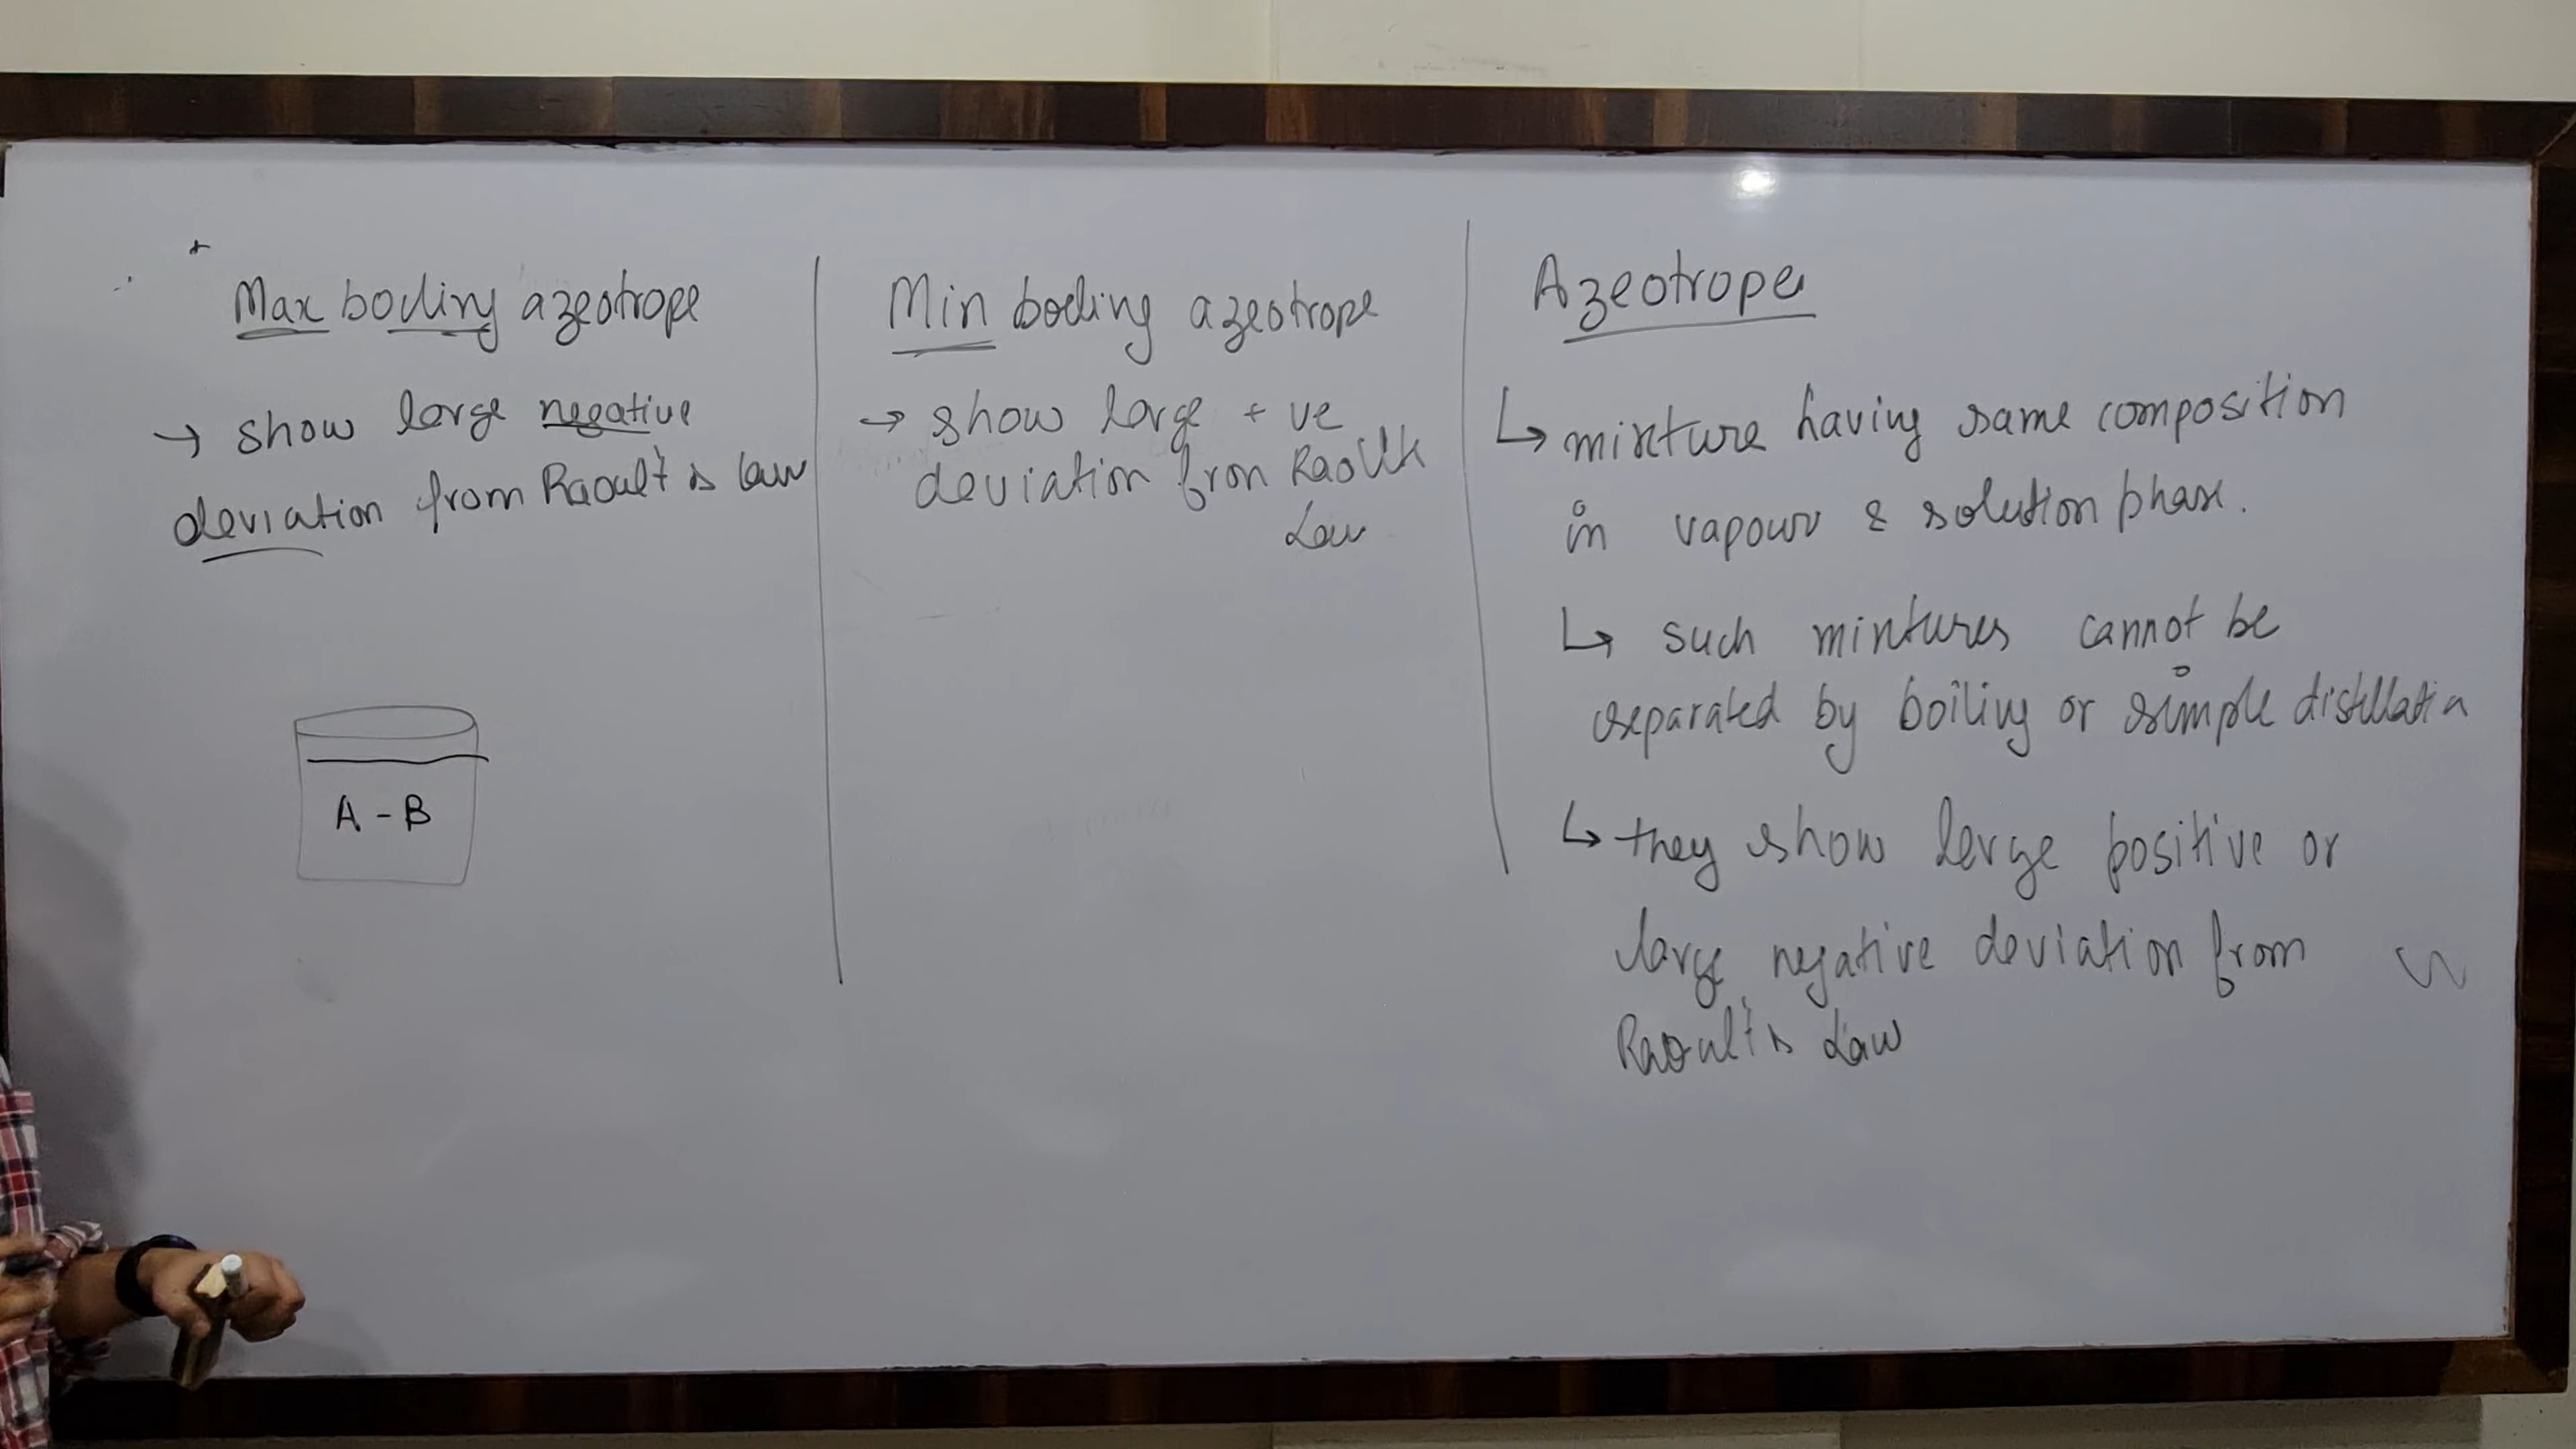 Max boiling azeotrope
→ show large negative
deviation from Raoult's law
A - B
Min boiling azeotrope
→ show large + ve
deviation from Raoult
Law
Azeotrope
↳ mixture having same composition
in vapour & solution phase.
↳ such mixtures cannot be
separated by boiling or simple distillation
↳ they show large positive or
large negative deviation from
Raoult's Law